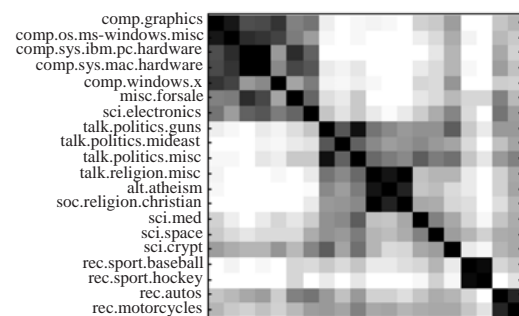 comp.graphics
comp.os.ms-windows.misc
comp.sys.ibm.pc.hardware
comp.sys.mac.hardware
comp.windows.x
misc.forsale
sci.electronics
talk.politics.guns
talk.politics.mideast
talk.politics.misc
talk.religion.misc
alt.atheism
soc.religion.christian
sci.med
sci.space
sci.crypt
rec.sport.baseball
rec.sport.hockey
rec.autos
rec.motorcycles